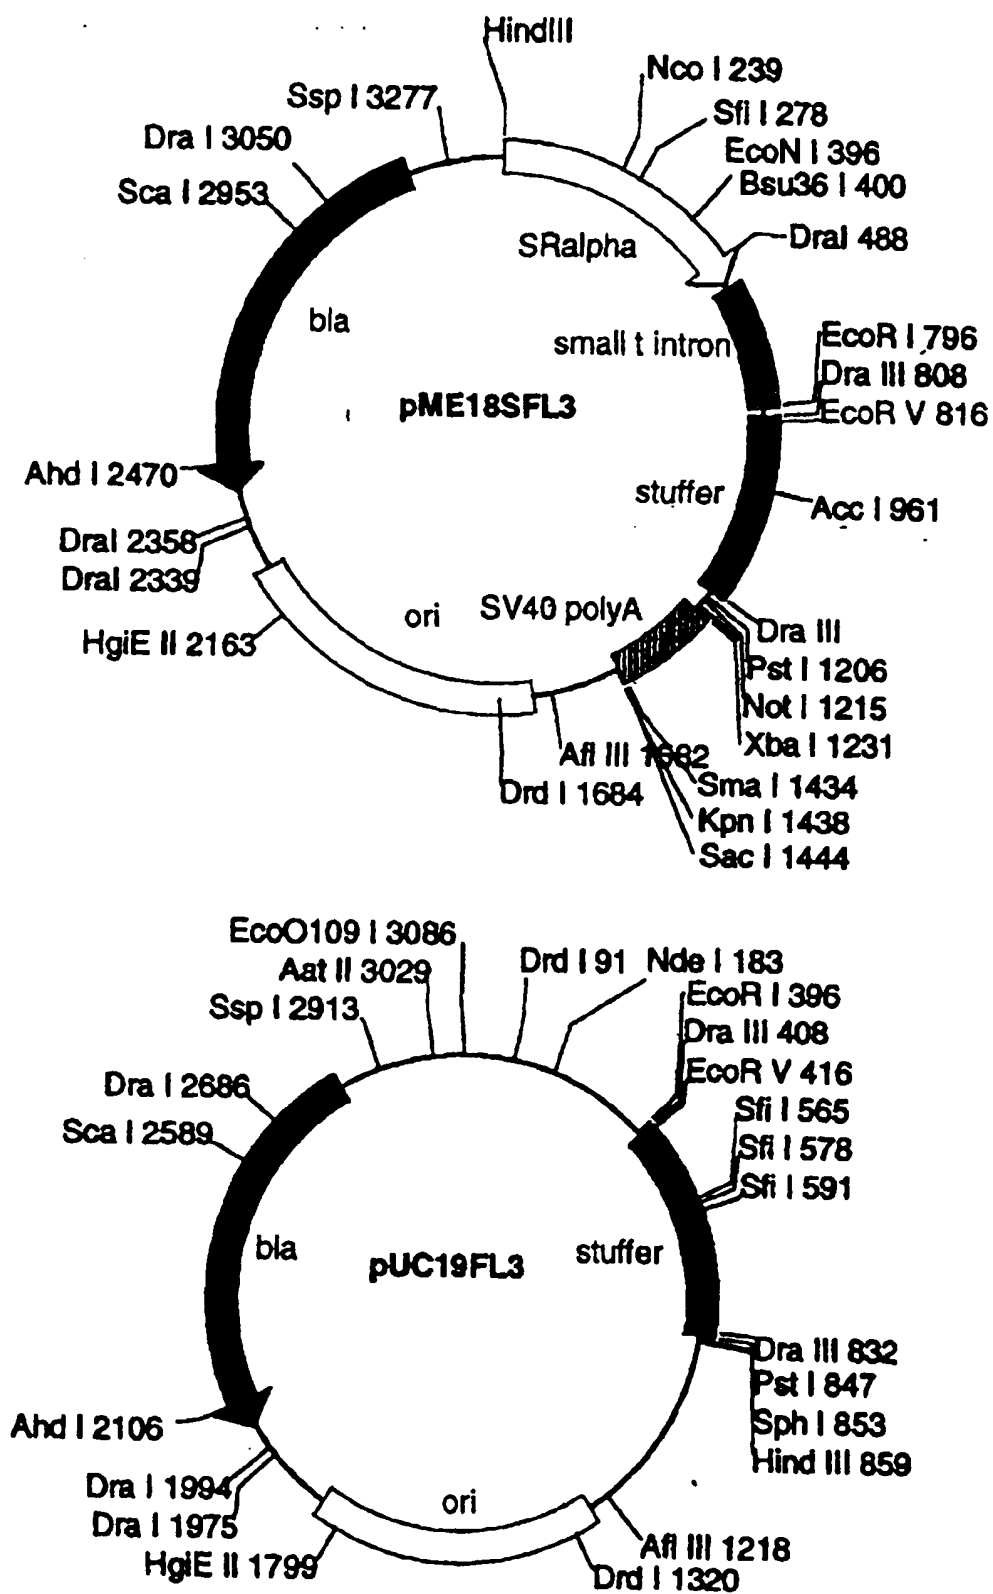 HindIII
Nco I 239
Ssp I 3277
Sfi I 278
Dra I 3050
EcoN I 396
Sca I 2953
Bsu36 I 400
DraI 488
SRalpha
bla
small t intron
EcoR I 796
Dra III 808
pME18SFL3
EcoR V 816
Ahd I 2470
stuffer
Acc I 961
DraI 2358
DraI 2339
ori
SV40 polyA
HgiE II 2163
Dra III
Pst I 1206
Not I 1215
Xba I 1231
Afl III
Drd I 1684
Sma I 1434
Kpn I 1438
Sac I 1444
EcoO109 I 3086
Aat II 3029
Drd I 91
Nde I 183
Ssp I 2913
EcoR I 396
Dra III 408
Dra I 2686
EcoR V 416
Sca I 2589
Sfi I 565
Sfi I 578
Sfi I 591
bla
pUC19FL3
stuffer
Dra III 832
Pst I 847
Ahd I 2106
Sph I 853
Hind III 859
Dra I 1994
Dra I 1975
ori
HgiE II 1799
Afl III 1218
Drd I 1320